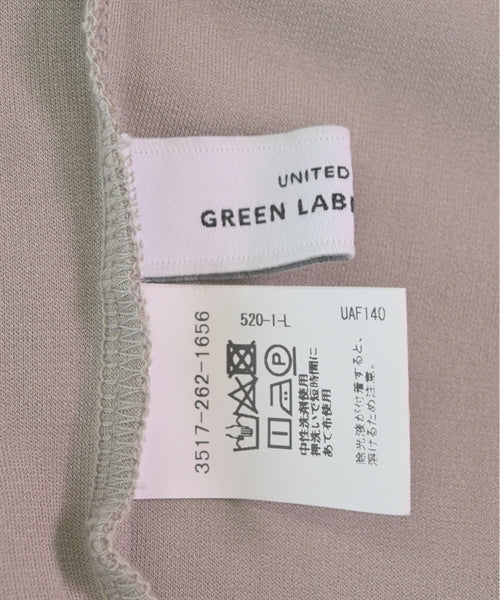 UNITED
GREEN LAB
520-1-L
UAF140
3517-262-1656
中性洗剤使用
押洗いで短時間に
あて布使用
除光液が付着すると、
溶けるため注意。